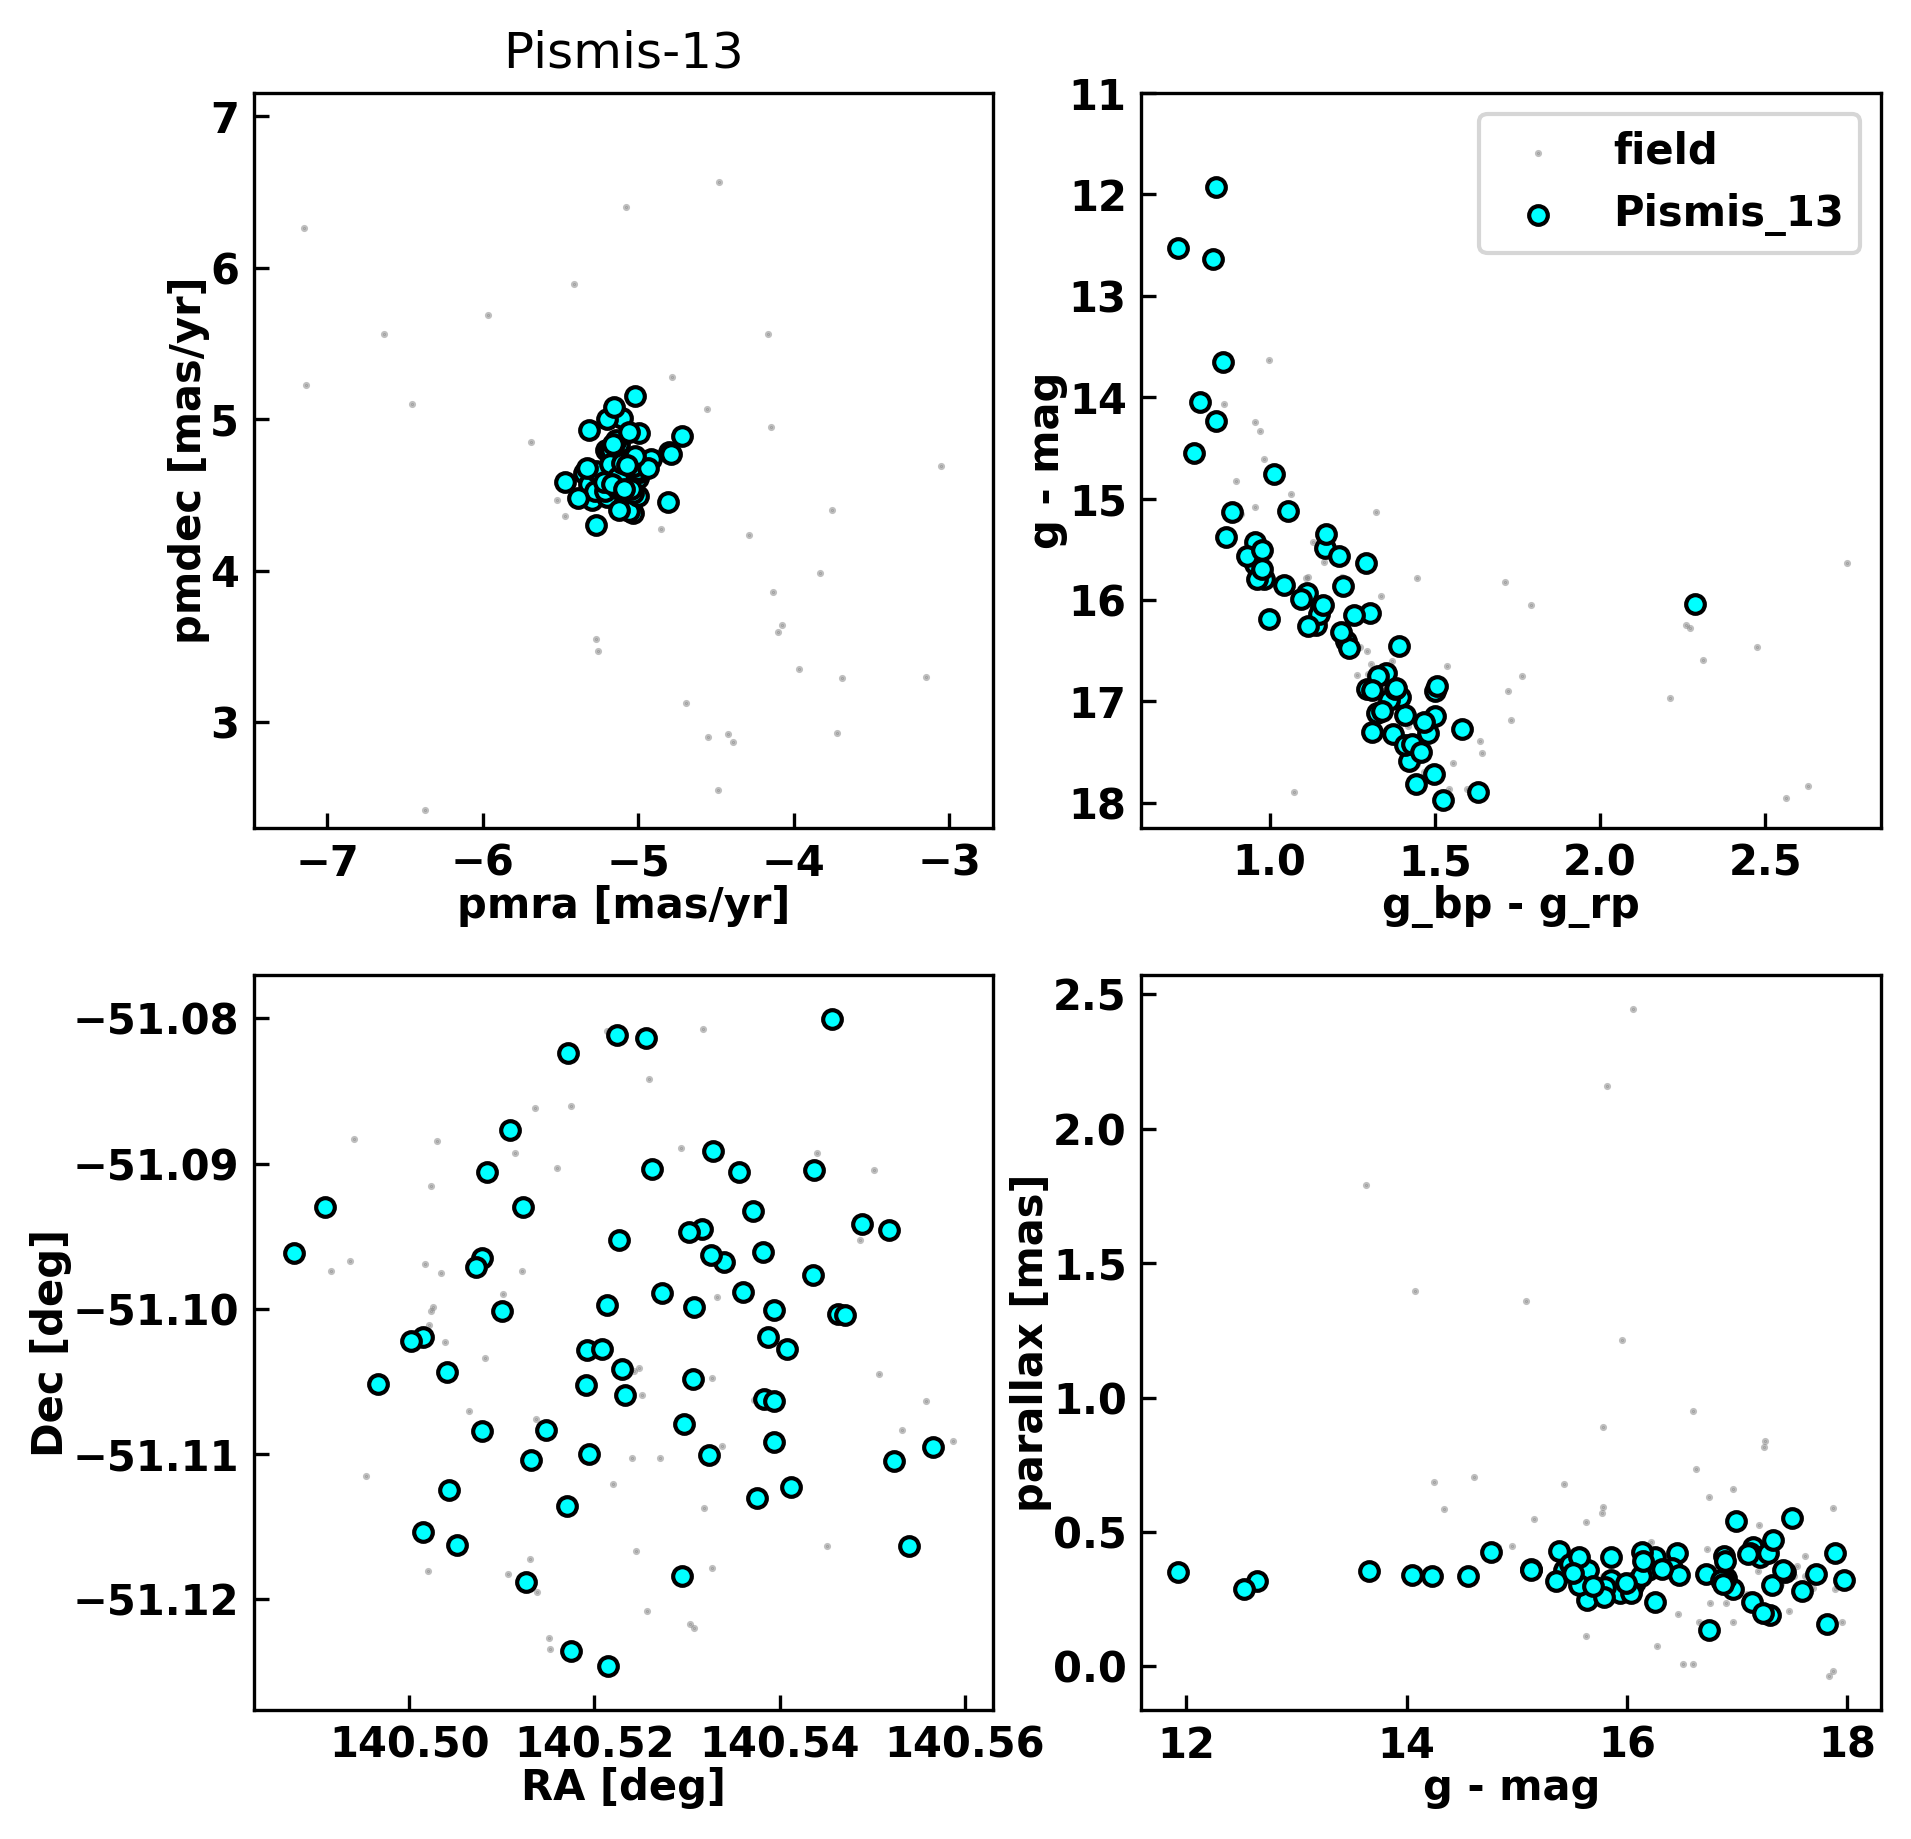 Pismis-13
7
6
5
4
3
pmdec [mas/yr]
−7 −6 −5 −4 −3
pmra [mas/yr]
11
12
13
14
15
16
17
18
g - mag
field
Pismis_13
1.0 1.5 2.0 2.5
g_bp - g_rp
−51.08
−51.09
−51.10
−51.11
−51.12
Dec [deg]
140.50 140.52 140.54 140.56
RA [deg]
2.5
2.0
1.5
1.0
0.5
0.0
parallax [mas]
12 14 16 18
g - mag